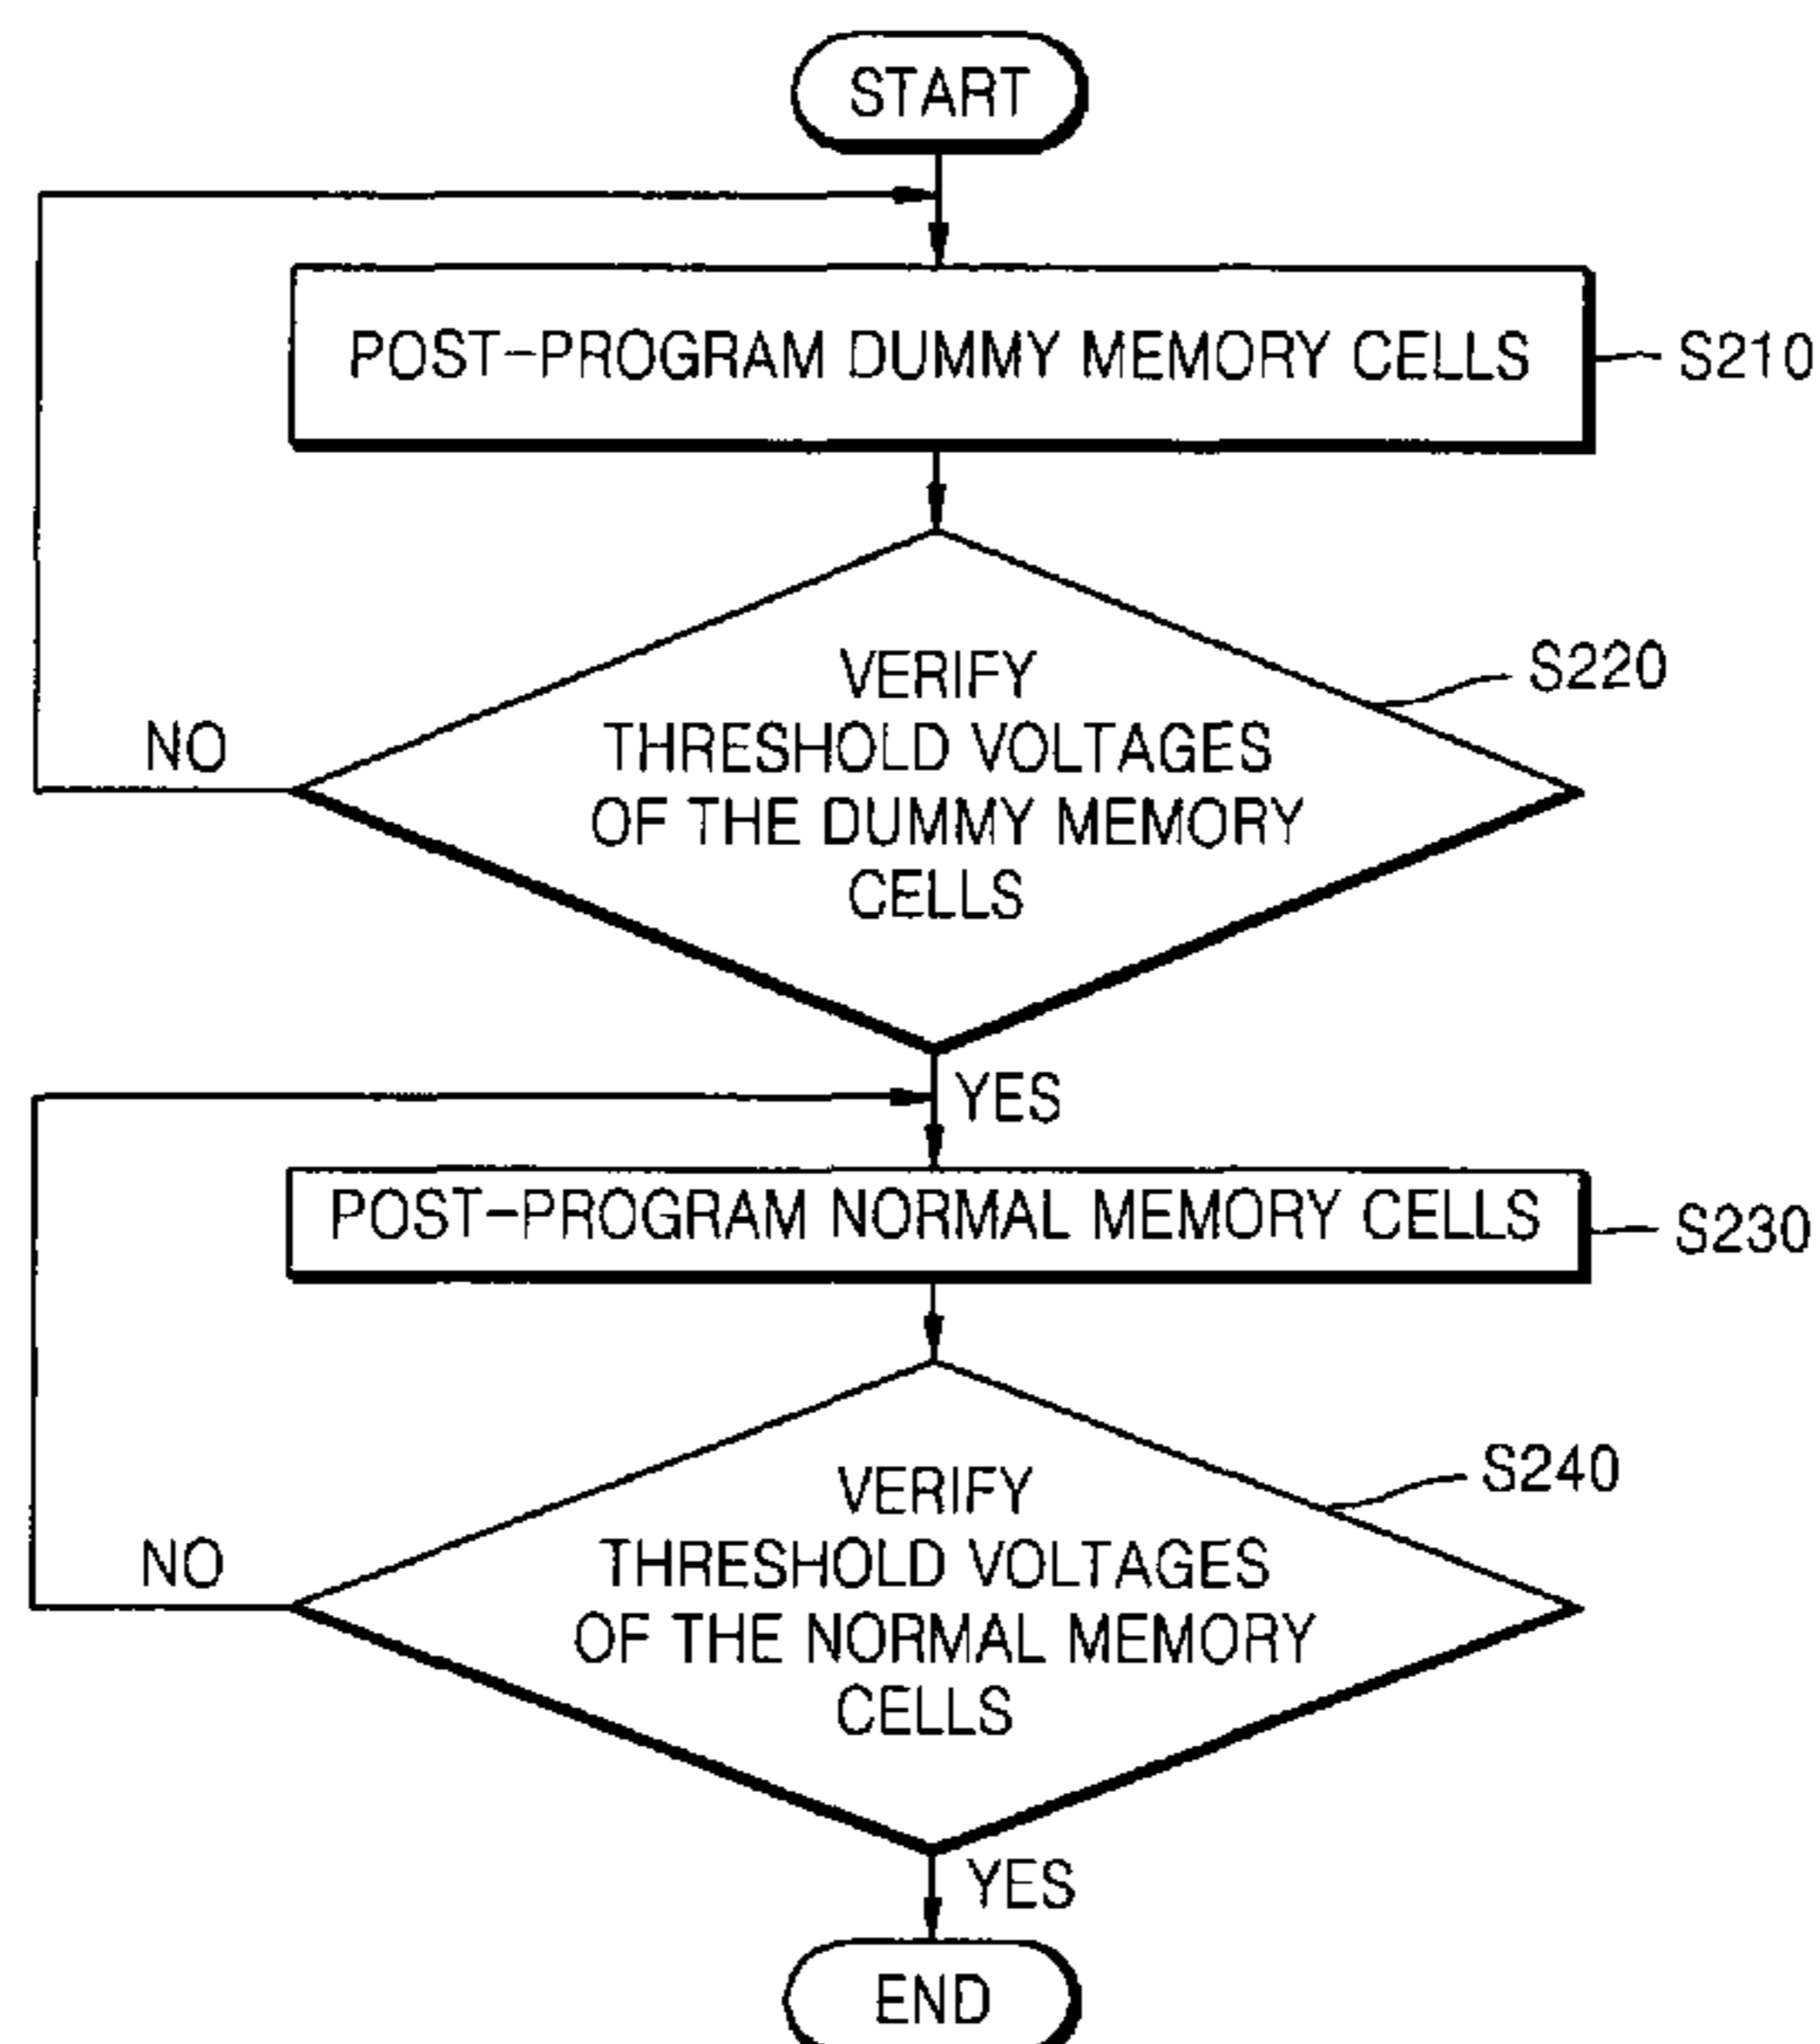 START
POST-PROGRAM DUMMY MEMORY CELLS
S210
VERIFY
THRESHOLD VOLTAGES
OF THE DUMMY MEMORY
CELLS
S220
NO
YES
POST-PROGRAM NORMAL MEMORY CELLS
S230
VERIFY
THRESHOLD VOLTAGES
OF THE NORMAL MEMORY
CELLS
S240
NO
YES
END